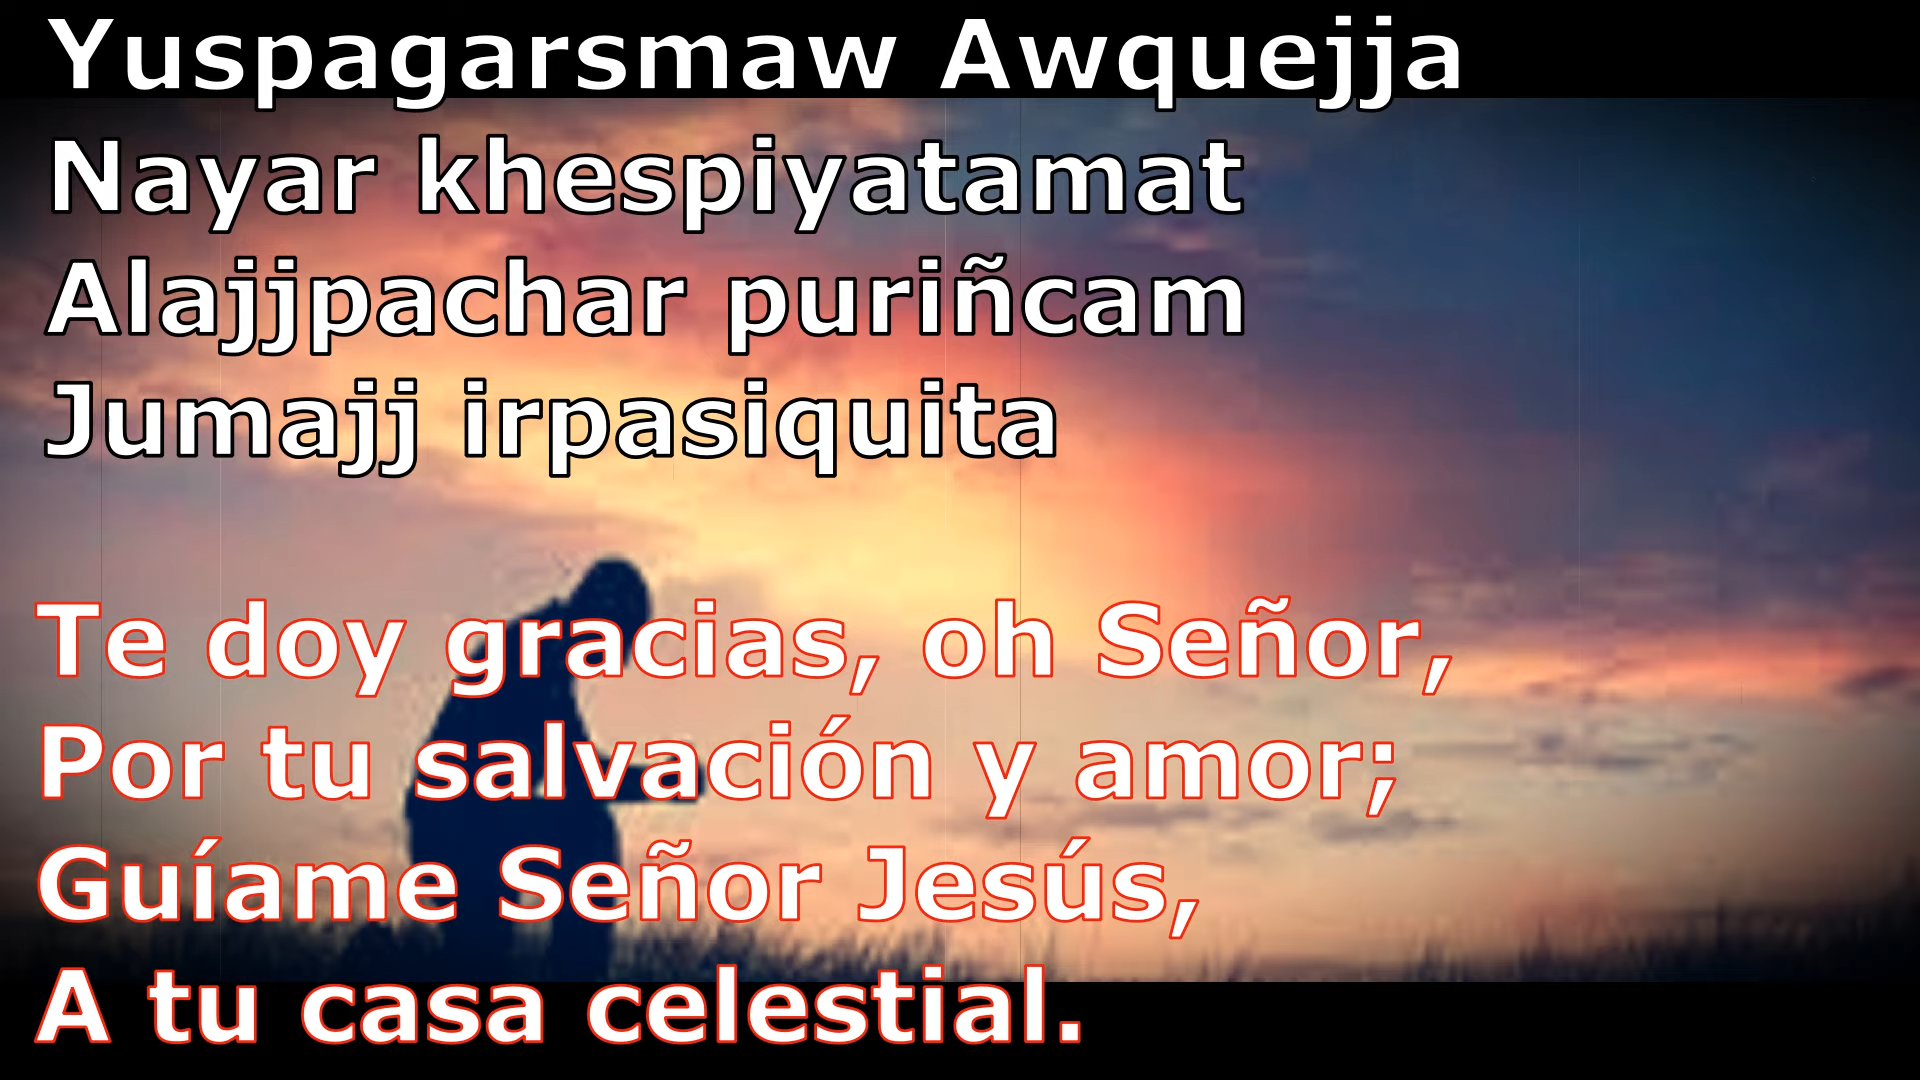 Yuspagarsmaw Awquejja
Nayar khespiyatamat
Alajjpachar puriñcam
Jumajj irpasiquita
Te doy gracias, oh Señor,
Por tu salvación y amor;
Guíame Señor Jesús,
A tu casa celestial.